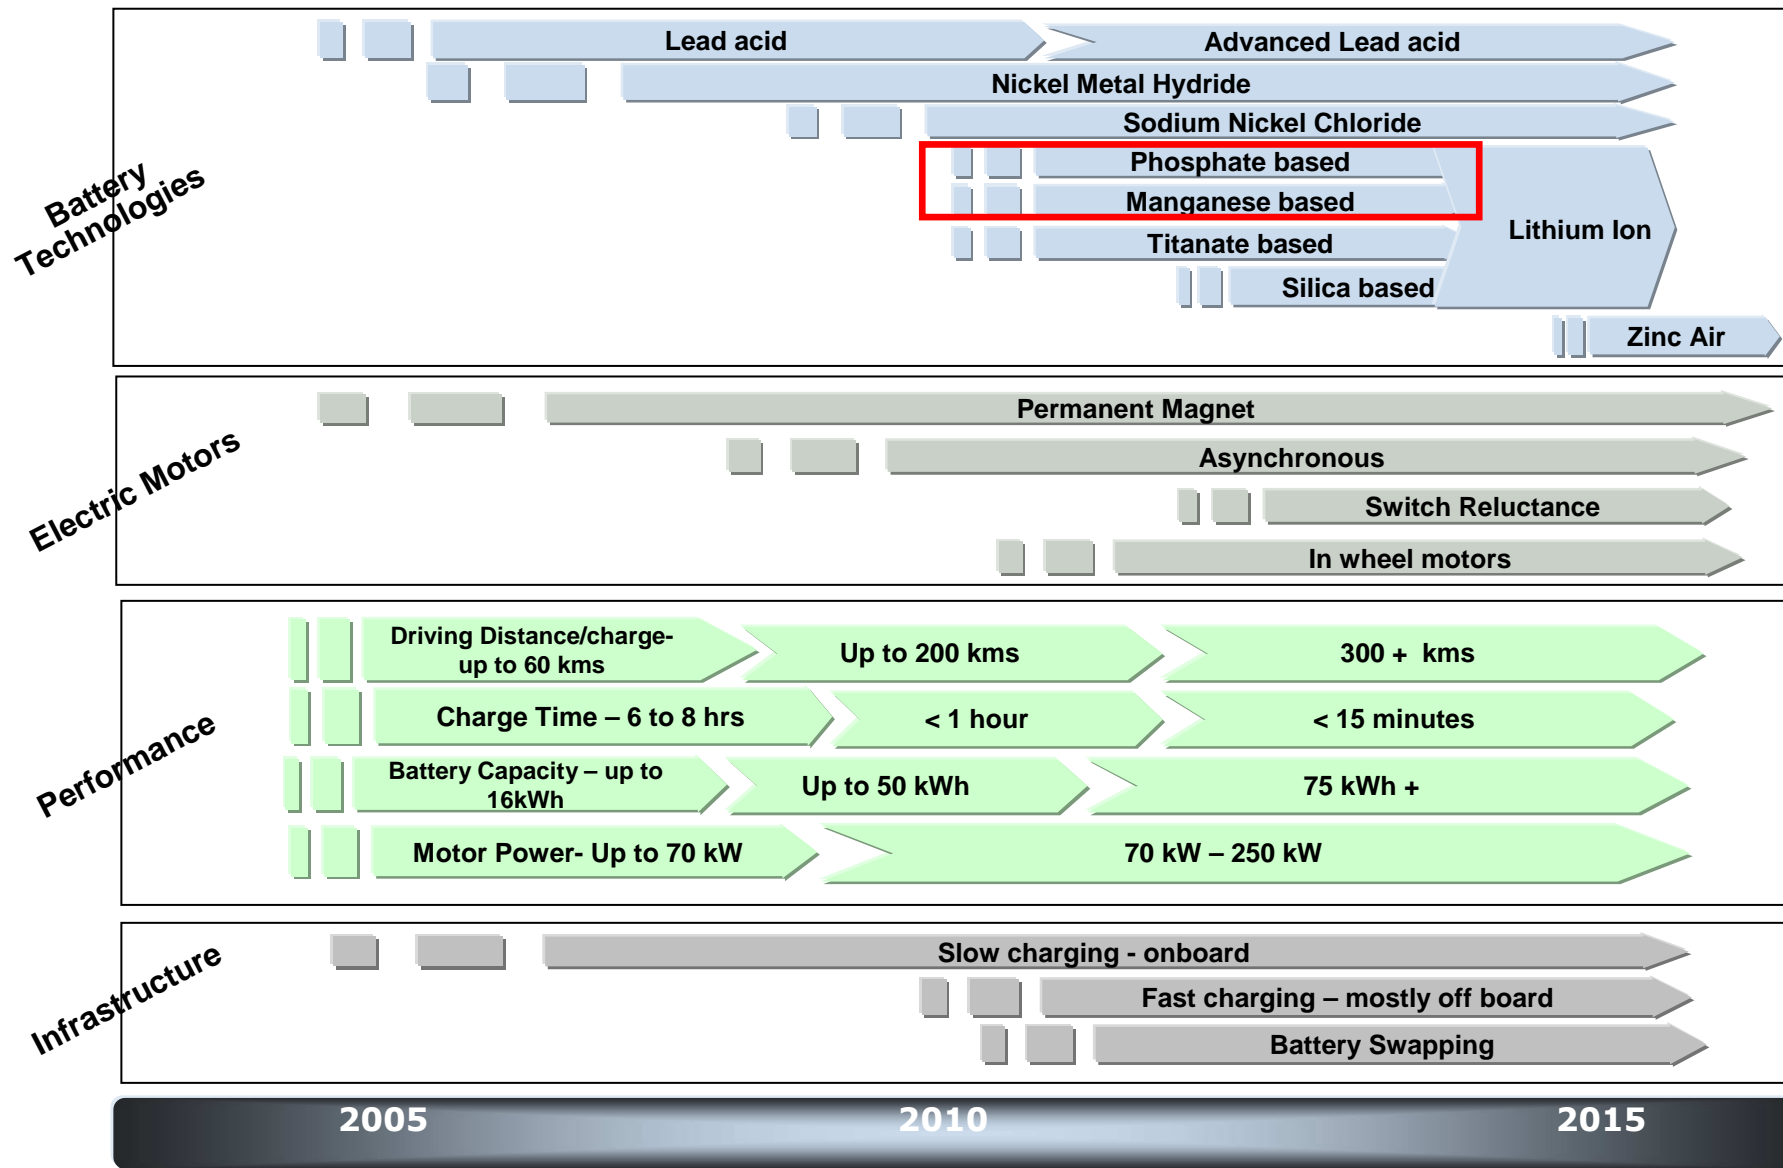 Battery
Technologies
Lead acid
Advanced Lead acid
Nickel Metal Hydride
Sodium Nickel Chloride
Phosphate based
Manganese based
Titanate based
Silica based
Lithium Ion
Zinc Air
Electric Motors
Permanent Magnet
Asynchronous
Switch Reluctance
In wheel motors
Performance
Driving Distance/charge-
up to 60 kms
Up to 200 kms
300 + kms
Charge Time – 6 to 8 hrs
< 1 hour
< 15 minutes
Battery Capacity – up to
16kWh
Up to 50 kWh
75 kWh +
Motor Power- Up to 70 kW
70 kW – 250 kW
Infrastructure
Slow charging - onboard
Fast charging – mostly off board
Battery Swapping
2005
2010
2015